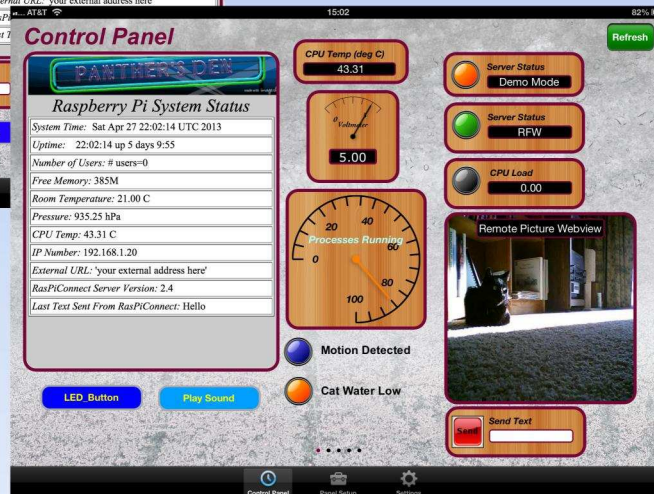 ernal URL: 'your external address here'
AT&T
15:02
82%
Control Panel
Refresh
PANTHER'S DEN
Raspberry Pi System Status
System Time: Sat Apr 27 22:02:14 UTC 2013
Uptime: 22:02:14 up 5 days 9:55
Number of Users: # users=0
Free Memory: 385M
Room Temperature: 21.00 C
Pressure: 935.25 hPa
CPU Temp: 43.31 C
IP Number: 192.168.1.20
External URL: 'your external address here'
RasPiConnect Server Version: 2.4
Last Text Sent From RasPiConnect: Hello
LED_Button
Play Sound
CPU Temp (deg C)
43.31
0
Voltmeter
5.00
0
20
40
60
80
100
Processes Running
Motion Detected
Cat Water Low
Server Status
Demo Mode
Server Status
RFW
CPU Load
0.00
Remote Picture Webview
Send
Send Text
Control Panel
Panel Setup
Settings